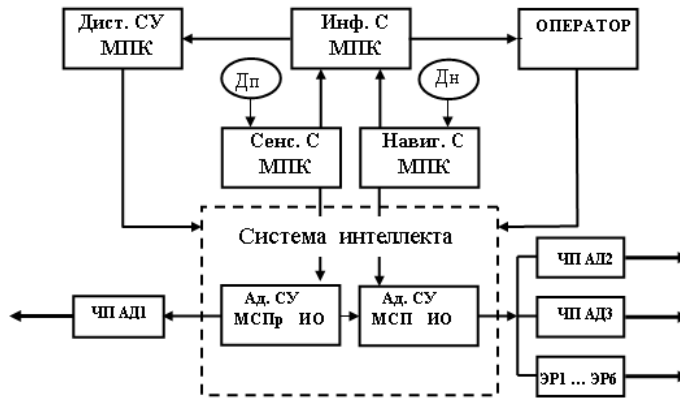 Дист. СУ
МПК
Инф. С
МПК
ОПЕРАТОР
Дп
Дн
Сенс. С
МПК
Навиг. С
МПК
Система интеллекта
Ад. СУ
МСПр ИО
Ад. СУ
МСП ИО
ЧП АД1
ЧП АД2
ЧП АД3
ЭР1 ... ЭР6